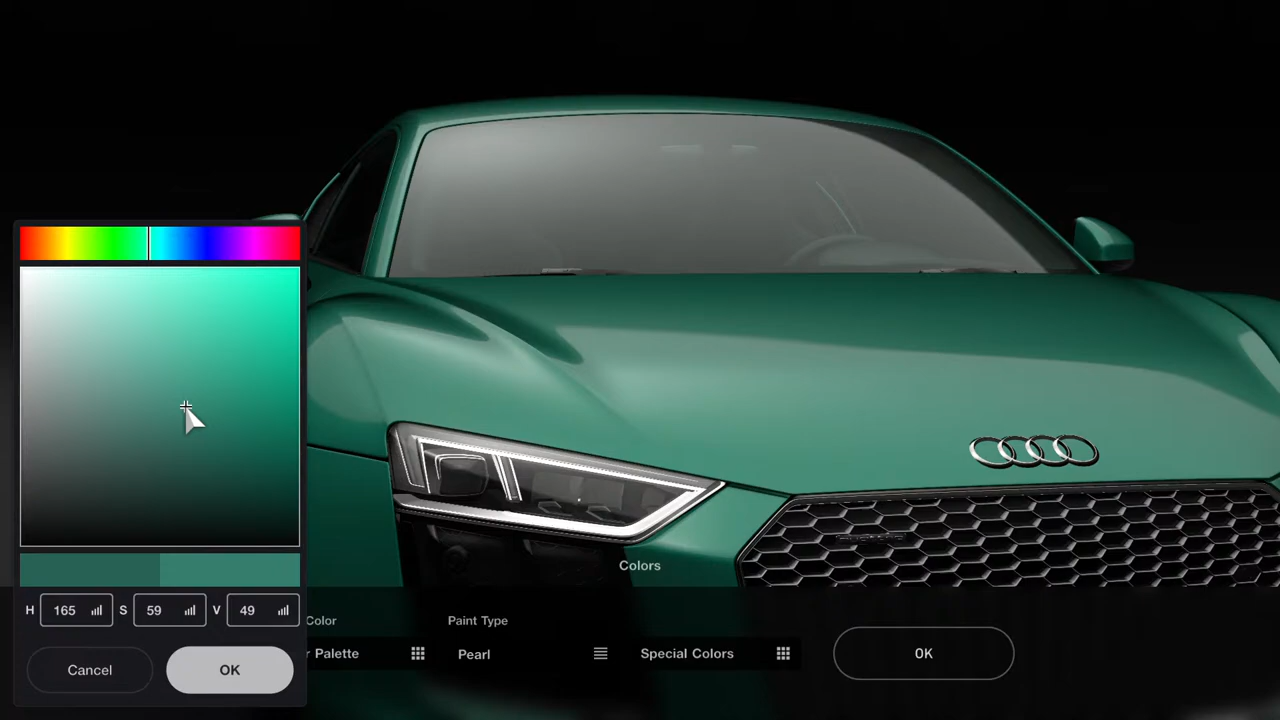 Colors
Color
Paint Type
r Palette
Pearl
Special Colors
OK
H 165 S 59 V 49
Cancel
OK